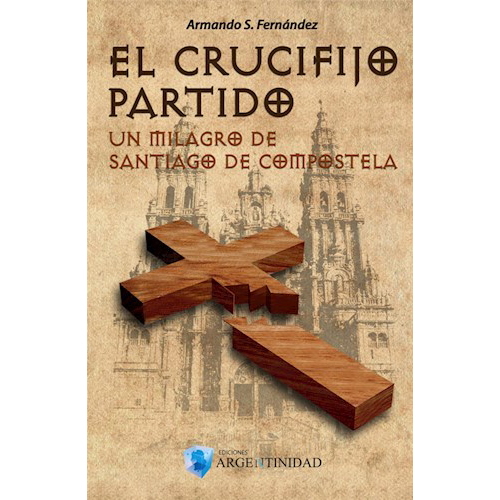 Armando S. Fernández
EL CRUCIFIJO
PARTIDO
UN MILAGRO DE
SANTIAGO DE COMPOSTELA
EDICIONES
ARGENTINIDAD